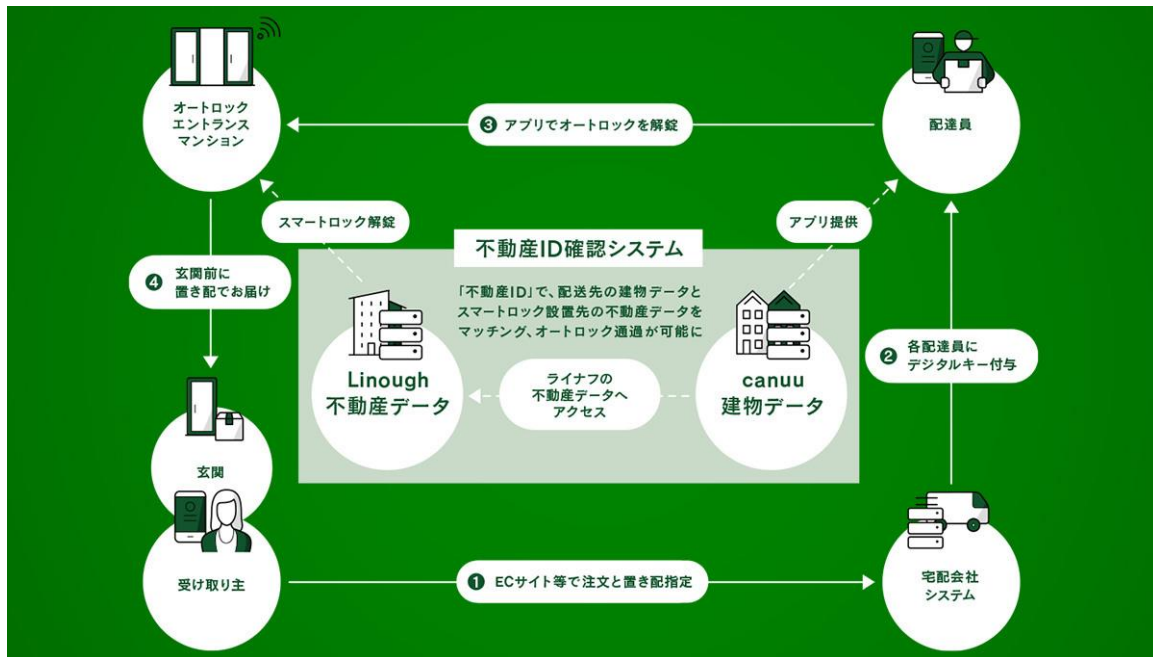 オートロック
エントランス
マンション
❸ アプリでオートロックを解錠
配達員
スマートロック解錠
アプリ提供
不動産ID確認システム
「不動産ID」で、配送先の建物データと
スマートロック設置先の不動産データを
マッチング、オートロック通過が可能に
❹ 玄関前に
置き配でお届け
Linough
不動産データ
ライナフの
不動産データへ
アクセス
canuu
建物データ
❷ 各配達員に
デジタルキー付与
玄関
受け取り主
❶ ECサイト等で注文と置き配指定
宅配会社
システム